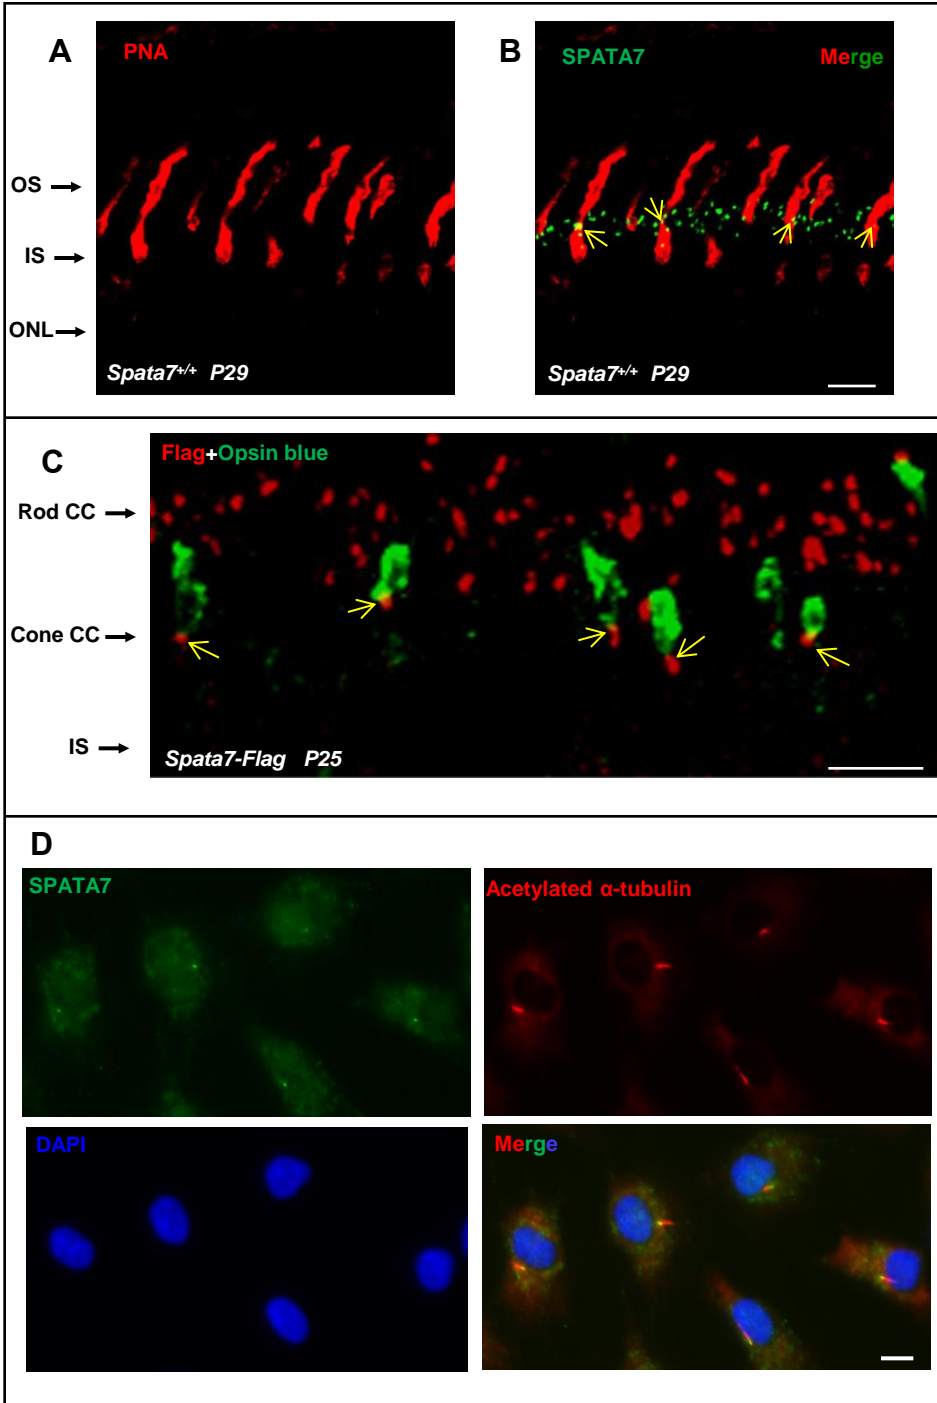 A
PNA
OS
IS
ONL
Spata7+/+ P29
B
SPATA7 Merge
Spata7+/+ P29
C
Flag+Opsin blue
Rod CC
Cone CC
IS
Spata7-Flag P25
D
SPATA7
Acetylated α-tubulin
DAPI
Merge